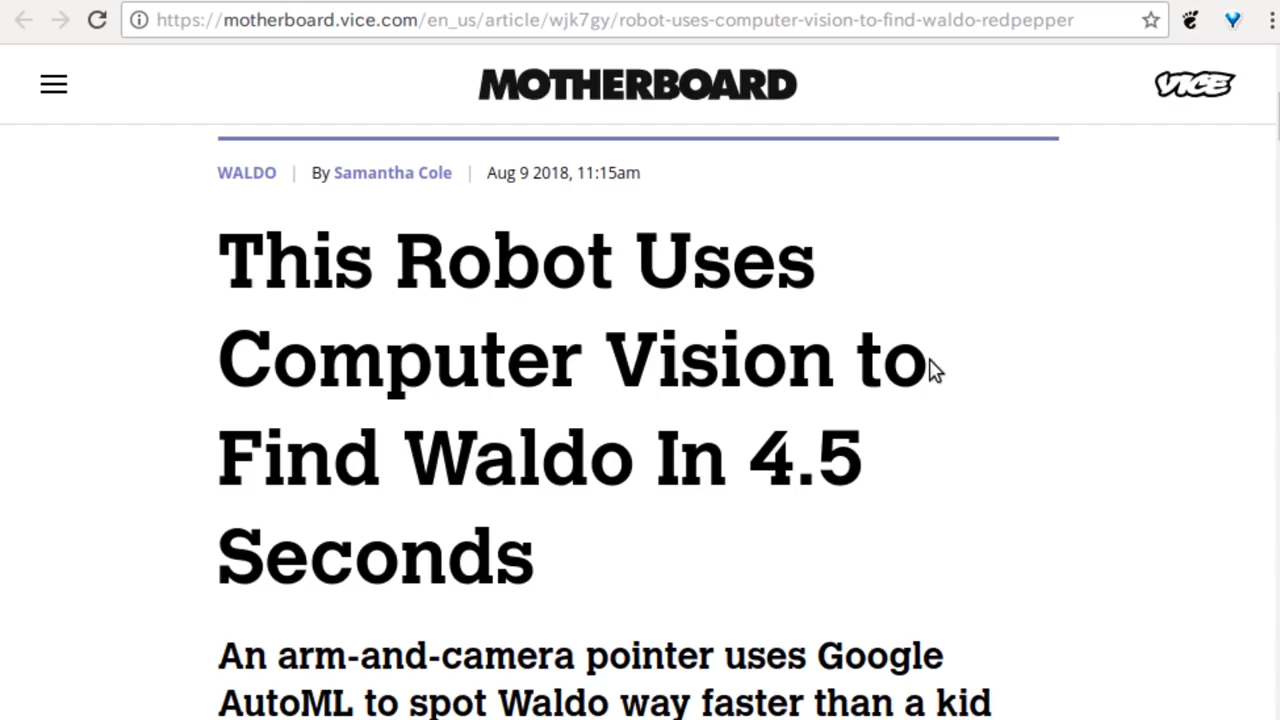 https://motherboard.vice.com/en_us/article/wjk7gy/robot-uses-computer-vision-to-find-waldo-redpepper
MOTHERBOARD
VICE
WALDO | By Samantha Cole | Aug 9 2018, 11:15am
This Robot Uses
Computer Vision to
Find Waldo In 4.5
Seconds
An arm-and-camera pointer uses Google
AutoML to spot Waldo way faster than a kid